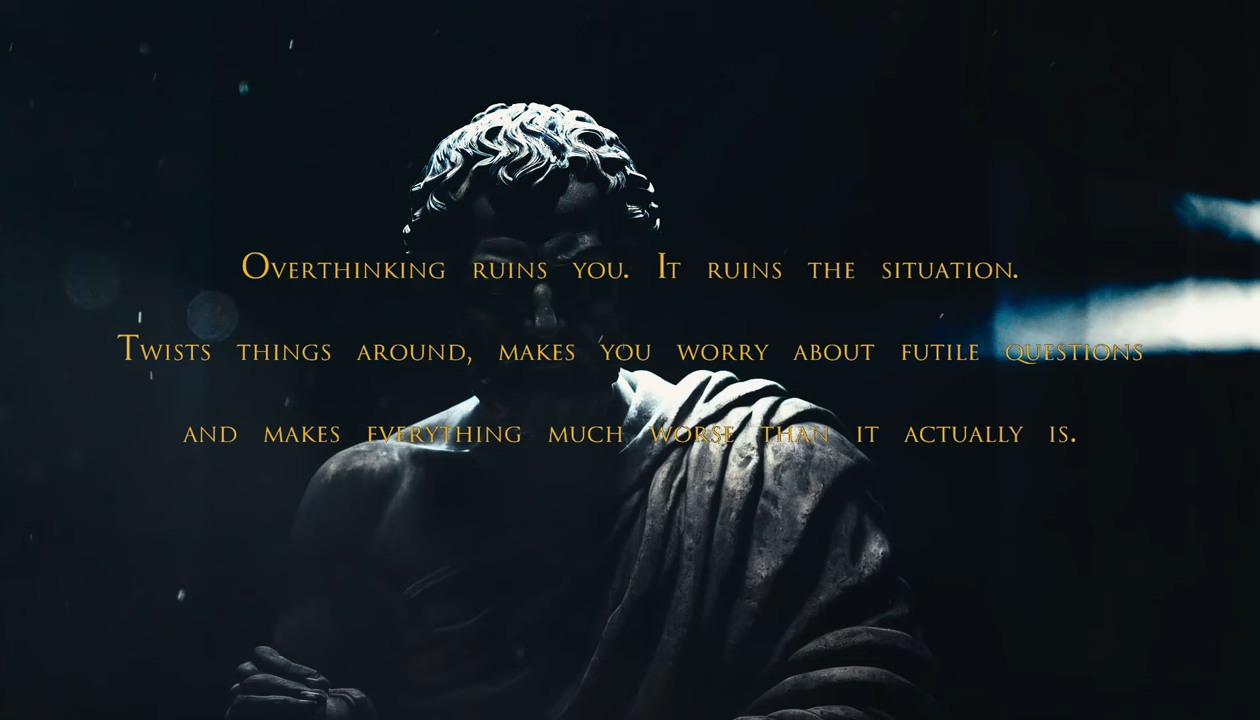 Overthinking ruins you. It ruins the situation.
Twists things around, makes you worry about futile questions
and makes everything much worse than it actually is.